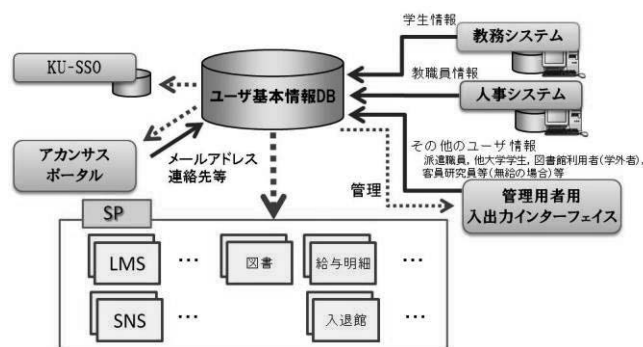 学生情報
教務システム
KU-SSO
ユーザ基本情報DB
教職員情報
人事システム
アカンサス
ポータル
メールアドレス
連絡先等
その他のユーザ情報
派遣職員, 他大学学生, 図書館利用者(学外者),
客員研究員等(無給の場合)等
管理
管理用者用
入出力インターフェイス
SP
LMS
...
図書
給与明細
...
SNS
...
入退館
...